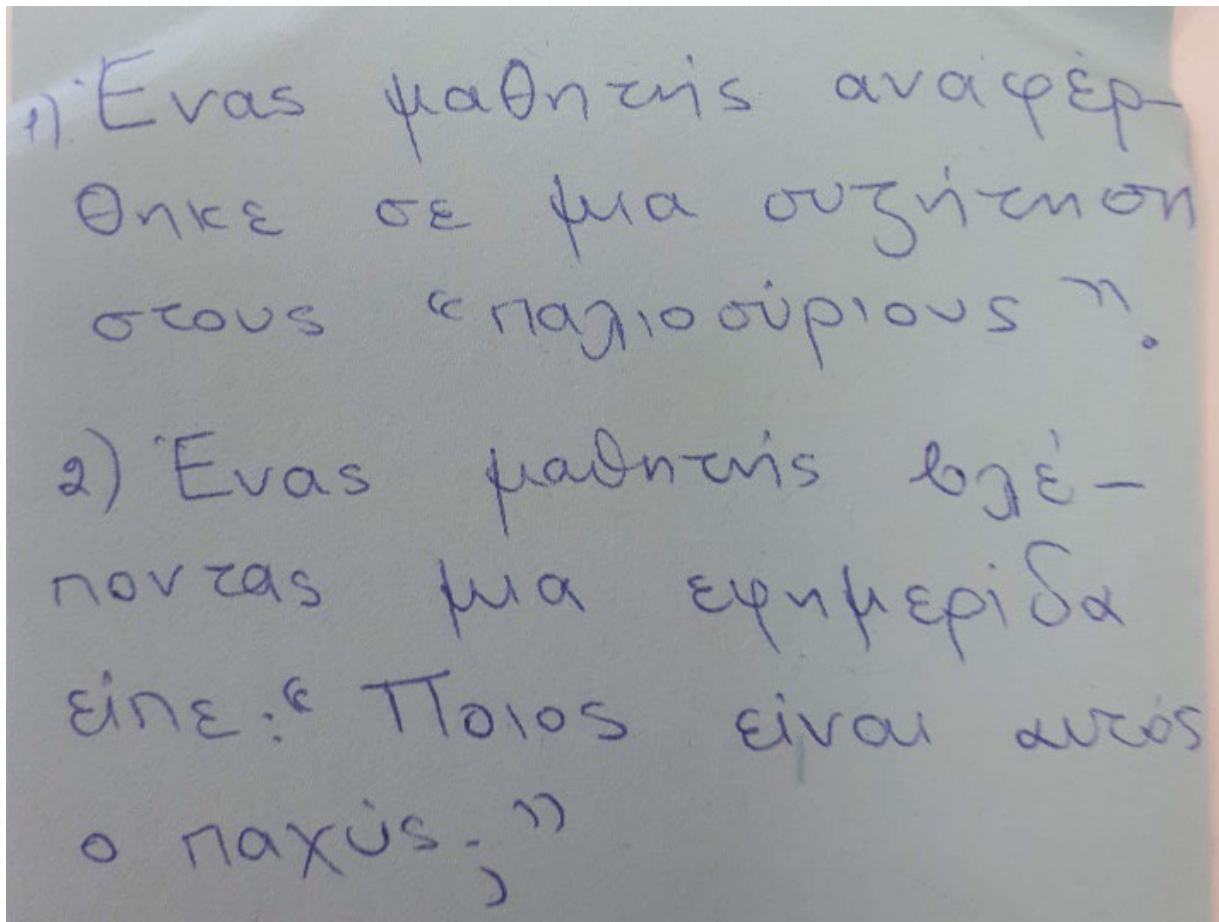 1) Ένας μαθητής αναφέρ-
θηκε σε μια συζήτηση
στους "παλιοσύριους".
2) Ένας μαθητής βλέ-
ποντας μια εφημερίδα
είπε: "Ποιος είναι αυτός
ο παχύς;"